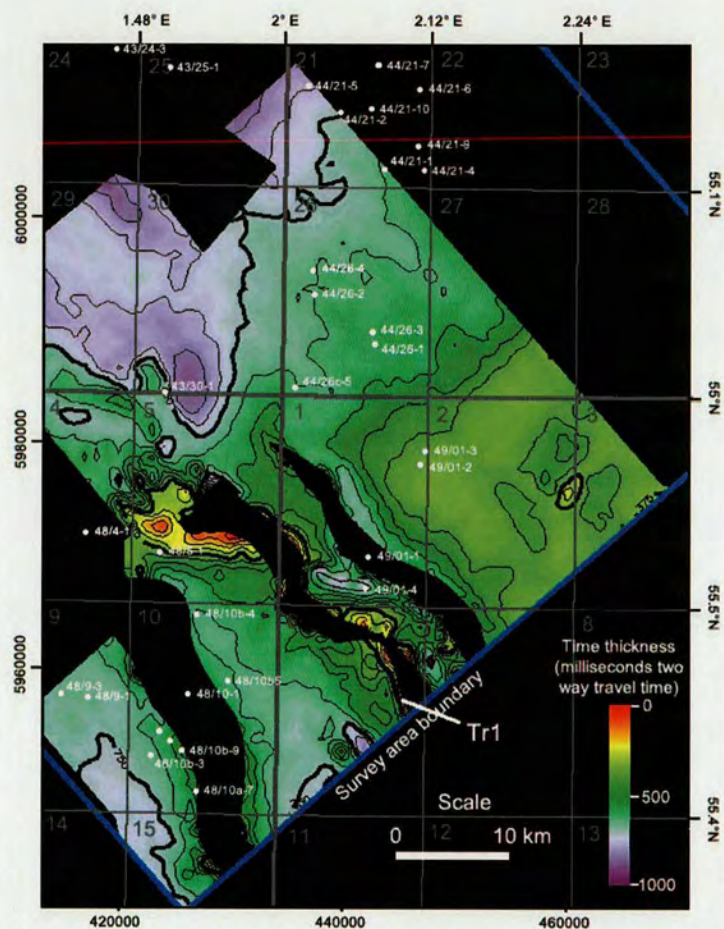 1.48° E
2° E
2.12° E
2.24° E
24
25
21
22
23
43/24-3
43/25-1
44/21-7
44/21-5
44/21-6
44/21-10
44/21-2
44/21-9
44/21-1
44/21-4
29
30
27
28
55.1° N
6000000
44/26-4
44/26-2
44/26-3
44/26-1
43/30-1
44/26c-5
4
5
1
2
3
55° N
5980000
49/01-3
49/01-2
48/4-1
49/01-1
49/01-4
9
10
8
55.5° N
48/10b-4
Time thickness
(milliseconds two
way travel time)
5960000
48/9-3
48/9-1
48/10-1
0
Tr1
Survey area boundary
48/10b-9
48/10b-3
48/10a-7
Scale
500
0
10 km
14
15
11
12
13
55.4° N
1000
420000
440000
460000